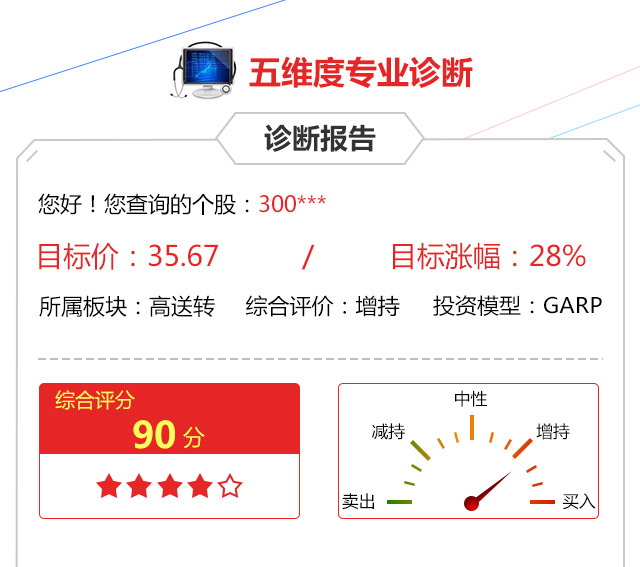 五维度专业诊断
诊断报告
您好！您查询的个股：300***
目标价：35.67 / 目标涨幅：28%
所属板块：高送转 综合评价：增持 投资模型：GARP
综合评分
90 分
中性
减持 增持
卖出 买入